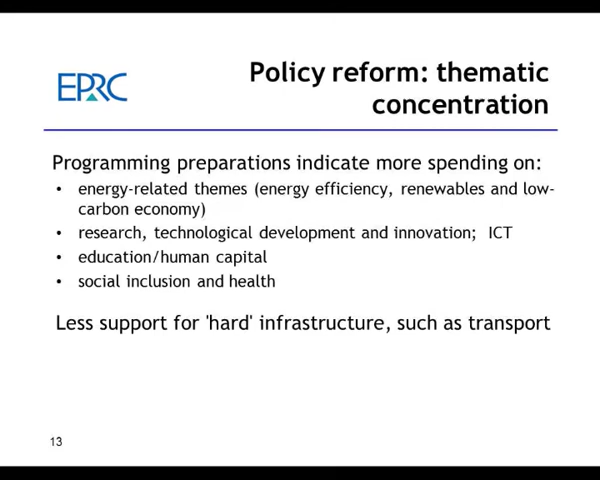 EPRC
Policy reform: thematic
concentration
Programming preparations indicate more spending on:
• energy-related themes (energy efficiency, renewables and low-
carbon economy)
• research, technological development and innovation; ICT
• education/human capital
• social inclusion and health
Less support for 'hard' infrastructure, such as transport
13